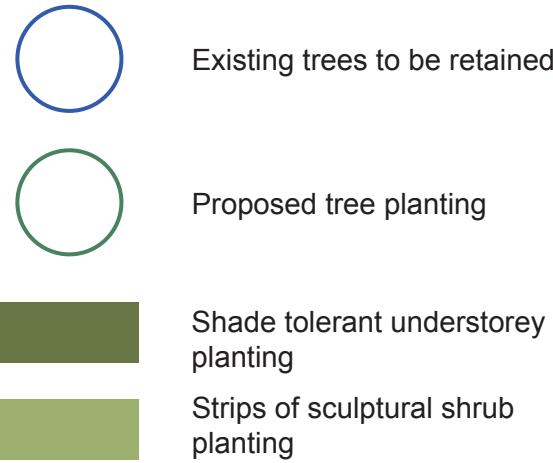 Existing trees to be retained
Proposed tree planting
Shade tolerant understorey
planting
Strips of sculptural shrub
planting